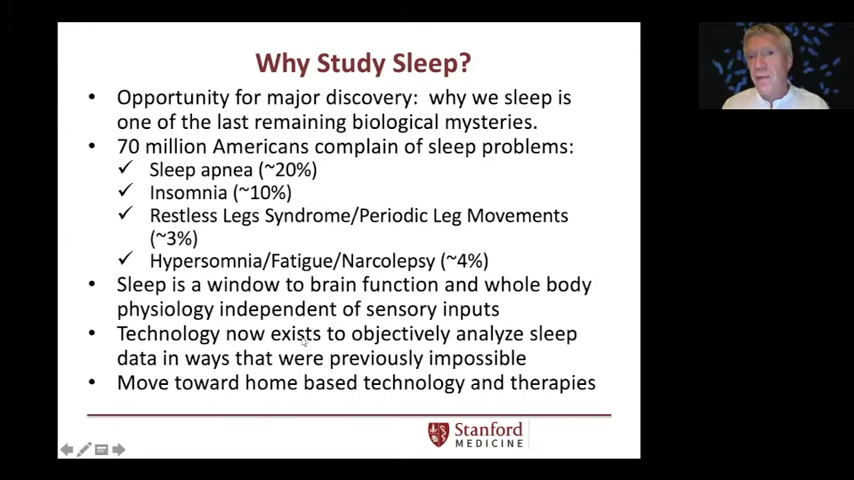 Why Study Sleep?
• Opportunity for major discovery: why we sleep is
one of the last remaining biological mysteries.
• 70 million Americans complain of sleep problems:
✓ Sleep apnea (~20%)
✓ Insomnia (~10%)
✓ Restless Legs Syndrome/Periodic Leg Movements
(~3%)
✓ Hypersomnia/Fatigue/Narcolepsy (~4%)
• Sleep is a window to brain function and whole body
physiology independent of sensory inputs
• Technology now exists to objectively analyze sleep
data in ways that were previously impossible
• Move toward home based technology and therapies
Stanford
MEDICINE